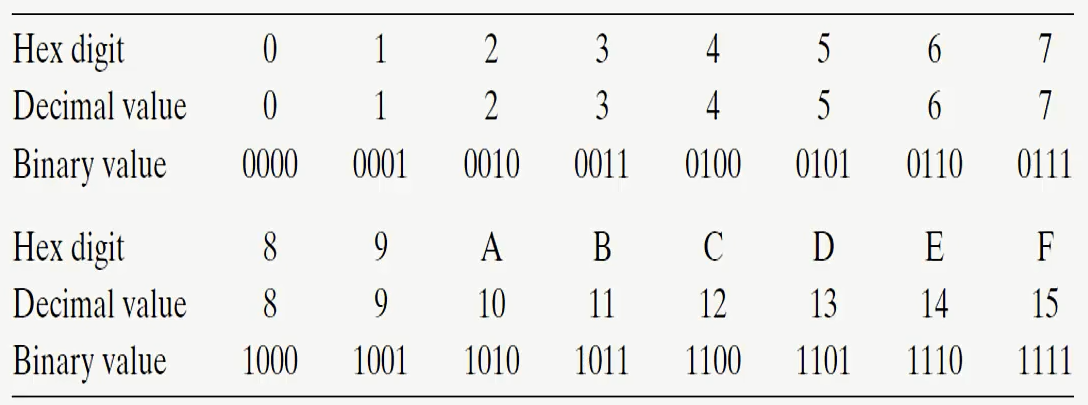 Hex digit 0 1 2 3 4 5 6 7
Decimal value 0 1 2 3 4 5 6 7
Binary value 0000 0001 0010 0011 0100 0101 0110 0111
Hex digit 8 9 A B C D E F
Decimal value 8 9 10 11 12 13 14 15
Binary value 1000 1001 1010 1011 1100 1101 1110 1111